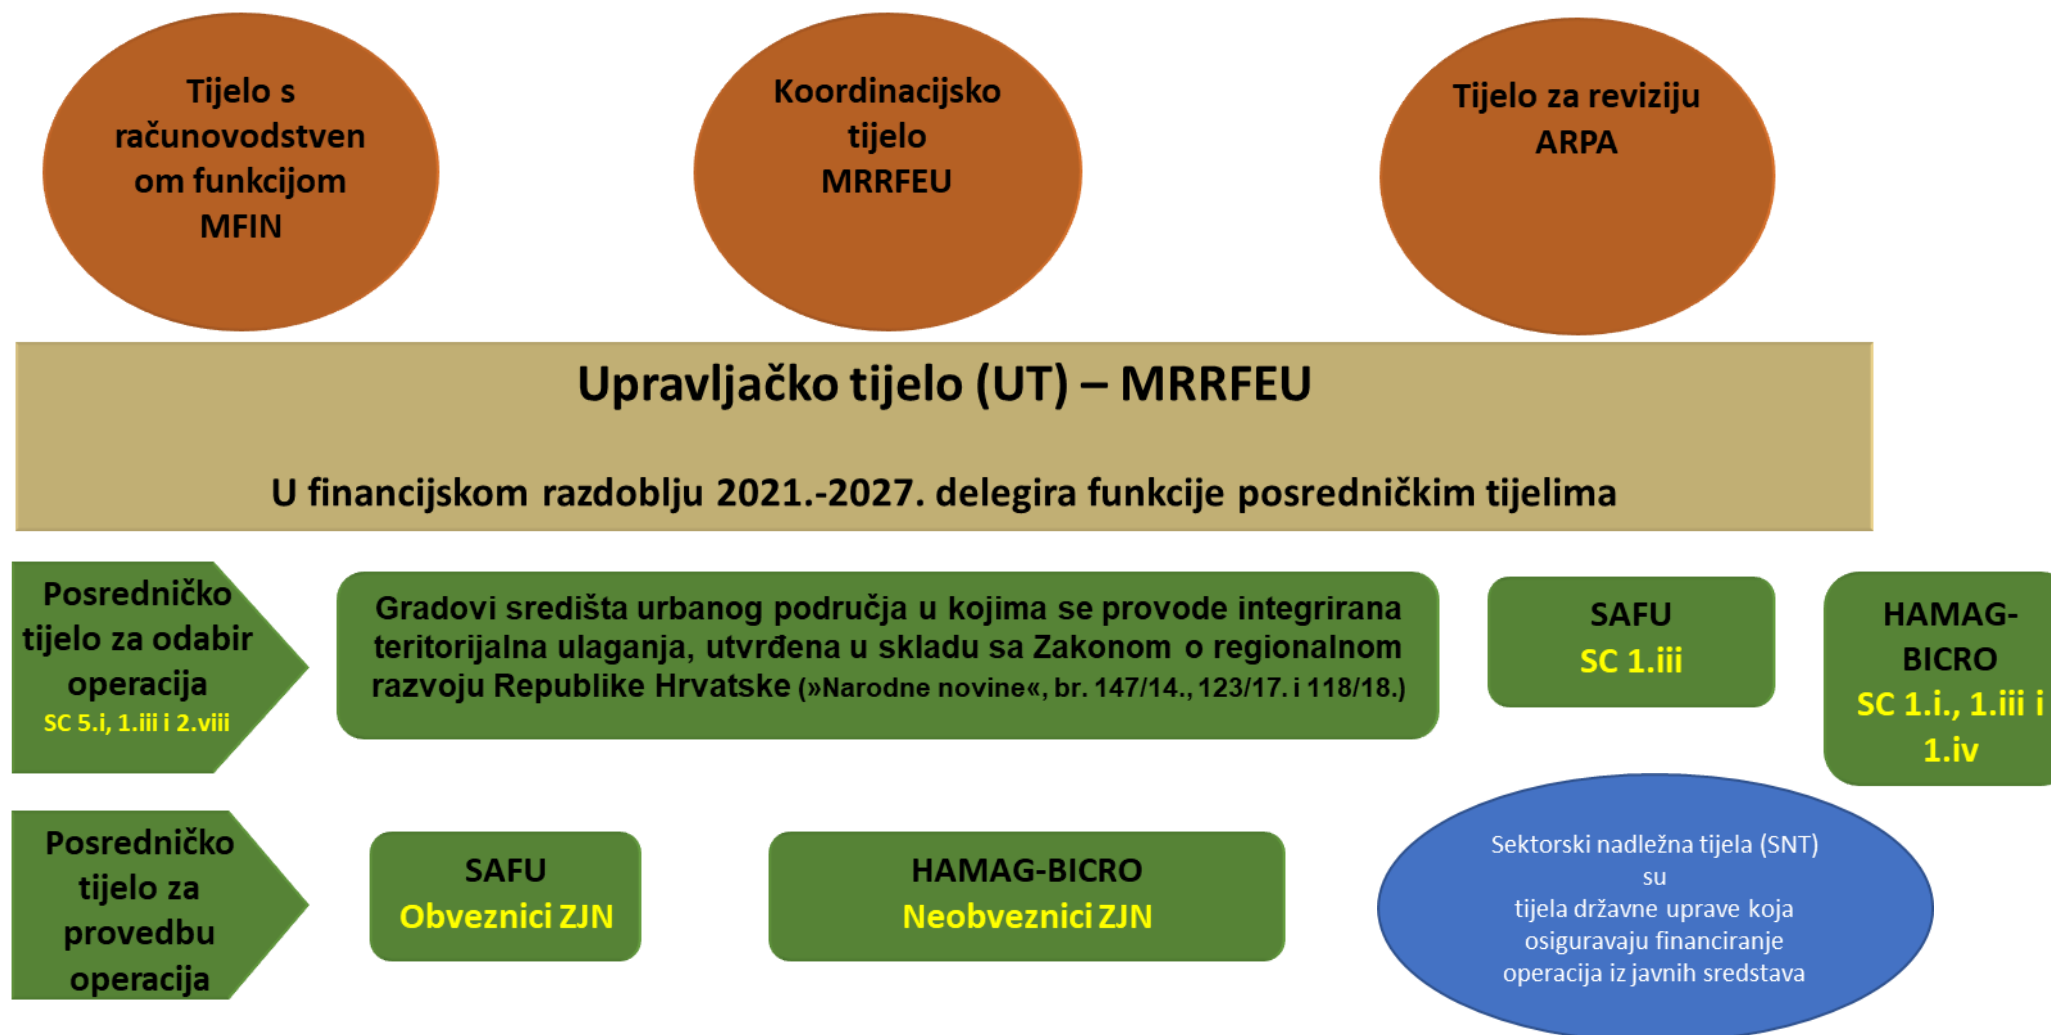 Tijelo s
računovodstven
om funkcijom
MFIN
Koordinacijsko
tijelo
MRRFEU
Tijelo za reviziju
ARPA
Upravljačko tijelo (UT) – MRRFEU
U financijskom razdoblju 2021.-2027. delegira funkcije posredničkim tijelima
Posredničko
tijelo za odabir
operacija
SC 5.i, 1.iii i 2.viii
Gradovi središta urbanog područja u kojima se provode integrirana
teritorijalna ulaganja, utvrđena u skladu sa Zakonom o regionalnom
razvoju Republike Hrvatske (»Narodne novine«, br. 147/14., 123/17. i 118/18.)
SAFU
SC 1.iii
HAMAG-
BICRO
SC 1.i., 1.iii i
1.iv
Posredničko
tijelo za
provedbu
operacija
SAFU
Obveznici ZJN
HAMAG-BICRO
Neobveznici ZJN
Sektorski nadležna tijela (SNT)
su
tijela državne uprave koja
osiguravaju financiranje
operacija iz javnih sredstava